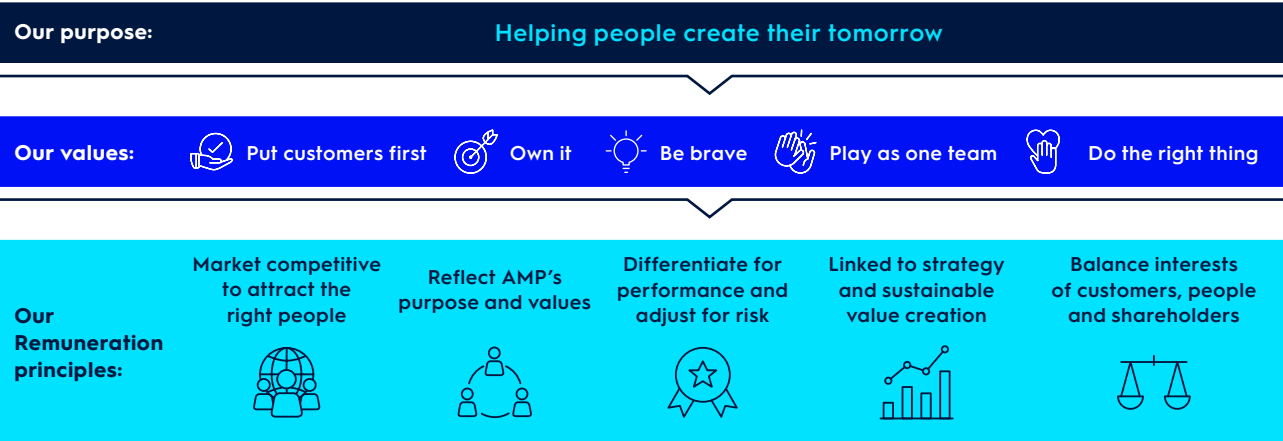 Our purpose:
Helping people create their tomorrow
Our values:
Put customers first
Own it
Be brave
Play as one team
Do the right thing
Our
Remuneration
principles:
Market competitive
to attract the
right people
Reflect AMP’s
purpose and values
Differentiate for
performance and
adjust for risk
Linked to strategy
and sustainable
value creation
Balance interests
of customers, people
and shareholders